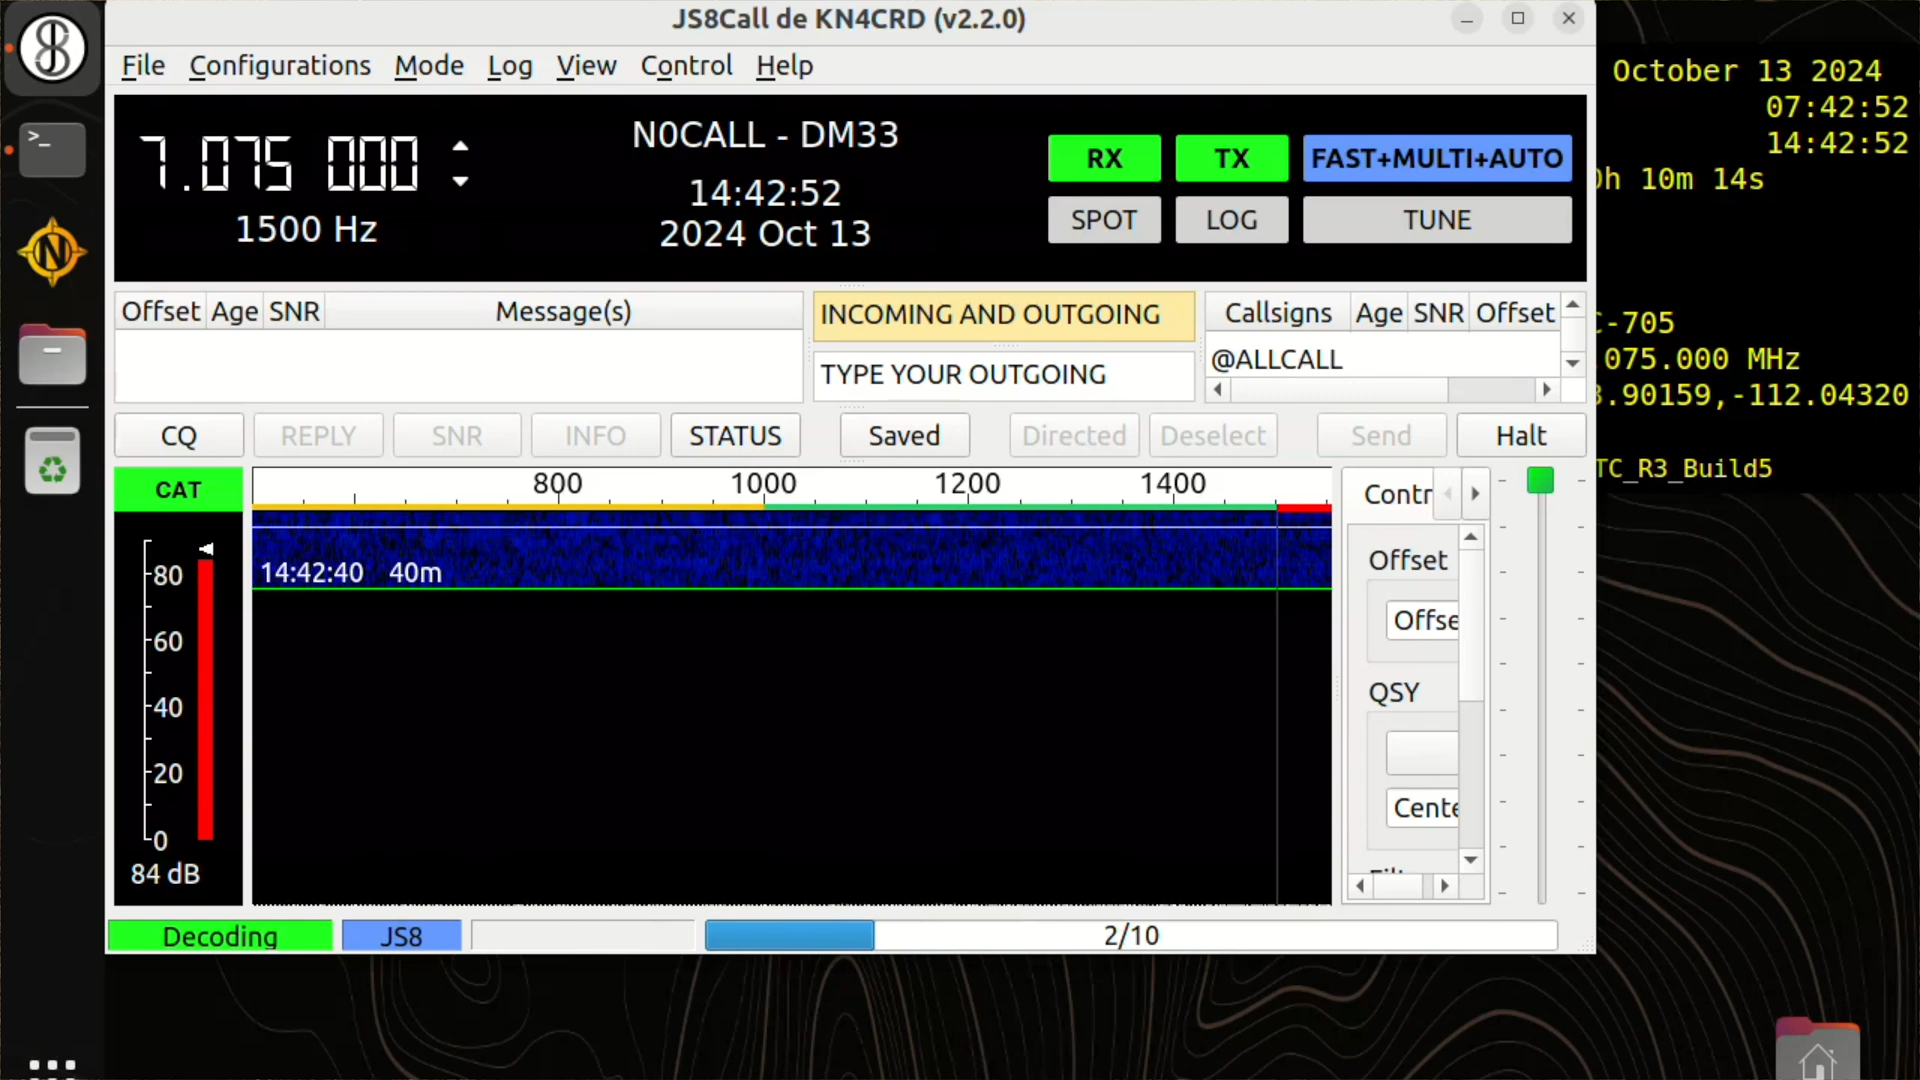 JS8Call de KN4CRD (v2.2.0)
File Configurations Mode Log View Control Help
7.075 000
1500 Hz
N0CALL - DM33
14:42:52
2024 Oct 13
RX TX FAST+MULTI+AUTO
SPOT LOG TUNE
Offset Age SNR Message(s)
INCOMING AND OUTGOING
TYPE YOUR OUTGOING
Callsigns Age SNR Offset
@ALLCALL
CQ REPLY SNR INFO STATUS Saved Directed Deselect Send Halt
CAT
80
60
40
20
0
84 dB
800 1000 1200 1400
14:42:40 40m
Contr
Offset
Offse
QSY
Cente
Decoding JS8 2/10
October 13 2024
07:42:52
14:42:52
0h 10m 14s
C-705
.075.000 MHz
3.90159,-112.04320
TC_R3_Build5
>_
N